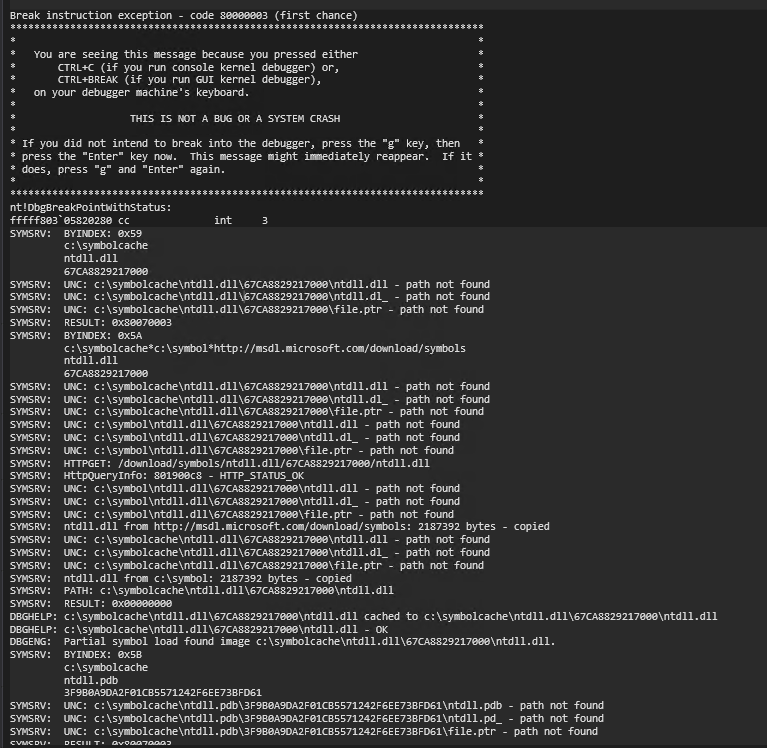 Break instruction exception - code 80000003 (first chance)
*******************************************************************************
*                                                                             *
*   You are seeing this message because you pressed either                    *
*       CTRL+C (if you run console kernel debugger) or,                       *
*       CTRL+BREAK (if you run GUI kernel debugger),                          *
*   on your debugger machine's keyboard.                                      *
*                                                                             *
*                   THIS IS NOT A BUG OR A SYSTEM CRASH                       *
*                                                                             *
* If you did not intend to break into the debugger, press the "g" key, then   *
* press the "Enter" key now.  This message might immediately reappear.  If it *
* does, press "g" and "Enter" again.                                          *
*                                                                             *
*******************************************************************************
nt!DbgBreakPointWithStatus:
fffff803`05820280 cc              int     3
SYMSRV:  BYINDEX: 0x59
         c:\symbolcache
         ntdll.dll
         67CA8829217000
SYMSRV:  UNC: c:\symbolcache\ntdll.dll\67CA8829217000\ntdll.dll - path not found
SYMSRV:  UNC: c:\symbolcache\ntdll.dll\67CA8829217000\ntdll.dl_ - path not found
SYMSRV:  UNC: c:\symbolcache\ntdll.dll\67CA8829217000\file.ptr - path not found
SYMSRV:  RESULT: 0x80070003
SYMSRV:  BYINDEX: 0x5A
         c:\symbolcache*c:\symbol*http://msdl.microsoft.com/download/symbols
         ntdll.dll
         67CA8829217000
SYMSRV:  UNC: c:\symbolcache\ntdll.dll\67CA8829217000\ntdll.dll - path not found
SYMSRV:  UNC: c:\symbolcache\ntdll.dll\67CA8829217000\ntdll.dl_ - path not found
SYMSRV:  UNC: c:\symbolcache\ntdll.dll\67CA8829217000\file.ptr - path not found
SYMSRV:  UNC: c:\symbol\ntdll.dll\67CA8829217000\ntdll.dll - path not found
SYMSRV:  UNC: c:\symbol\ntdll.dll\67CA8829217000\ntdll.dl_ - path not found
SYMSRV:  UNC: c:\symbol\ntdll.dll\67CA8829217000\file.ptr - path not found
SYMSRV:  HTTPGET: /download/symbols/ntdll.dll/67CA8829217000/ntdll.dll
SYMSRV:  HttpQueryInfo: 801900c8 - HTTP_STATUS_OK
SYMSRV:  UNC: c:\symbol\ntdll.dll\67CA8829217000\ntdll.dll - path not found
SYMSRV:  UNC: c:\symbol\ntdll.dll\67CA8829217000\ntdll.dl_ - path not found
SYMSRV:  UNC: c:\symbol\ntdll.dll\67CA8829217000\file.ptr - path not found
SYMSRV:  ntdll.dll from http://msdl.microsoft.com/download/symbols: 2187392 bytes - copied
SYMSRV:  UNC: c:\symbolcache\ntdll.dll\67CA8829217000\ntdll.dll - path not found
SYMSRV:  UNC: c:\symbolcache\ntdll.dll\67CA8829217000\ntdll.dl_ - path not found
SYMSRV:  UNC: c:\symbolcache\ntdll.dll\67CA8829217000\file.ptr - path not found
SYMSRV:  ntdll.dll from c:\symbol: 2187392 bytes - copied
SYMSRV:  PATH: c:\symbolcache\ntdll.dll\67CA8829217000\ntdll.dll
SYMSRV:  RESULT: 0x00000000
DBGHELP: c:\symbolcache\ntdll.dll\67CA8829217000\ntdll.dll cached to c:\symbolcache\ntdll.dll\67CA8829217000\ntdll.dll
DBGHELP: c:\symbolcache\ntdll.dll\67CA8829217000\ntdll.dll - OK
DBGENG:  Partial symbol load found image c:\symbolcache\ntdll.dll\67CA8829217000\ntdll.dll.
SYMSRV:  BYINDEX: 0x5B
         c:\symbolcache
         ntdll.pdb
         3F9B0A9DA2F01CB5571242F6EE73BFD61
SYMSRV:  UNC: c:\symbolcache\ntdll.pdb\3F9B0A9DA2F01CB5571242F6EE73BFD61\ntdll.pdb - path not found
SYMSRV:  UNC: c:\symbolcache\ntdll.pdb\3F9B0A9DA2F01CB5571242F6EE73BFD61\ntdll.pd_ - path not found
SYMSRV:  UNC: c:\symbolcache\ntdll.pdb\3F9B0A9DA2F01CB5571242F6EE73BFD61\file.ptr - path not found
SYMSRV:  RESULT: 0x80070003